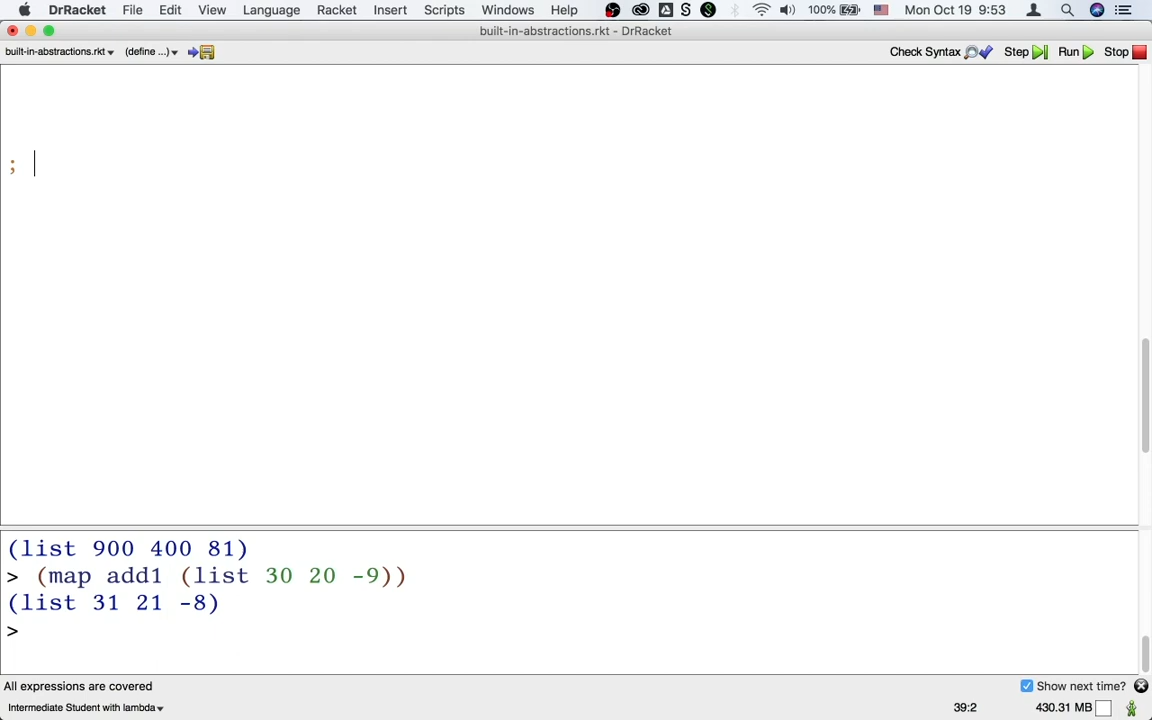 DrRacket File Edit View Language Racket Insert Scripts Windows Help S S 100% Mon Oct 19 9:53
built-in-abstractions.rkt - DrRacket
built-in-abstractions.rkt (define ...) Check Syntax Step Run Stop
;
(list 900 400 81)
> (map add1 (list 30 20 -9))
(list 31 21 -8)
>
All expressions are covered Show next time?
Intermediate Student with lambda 39:2 430.31 MB